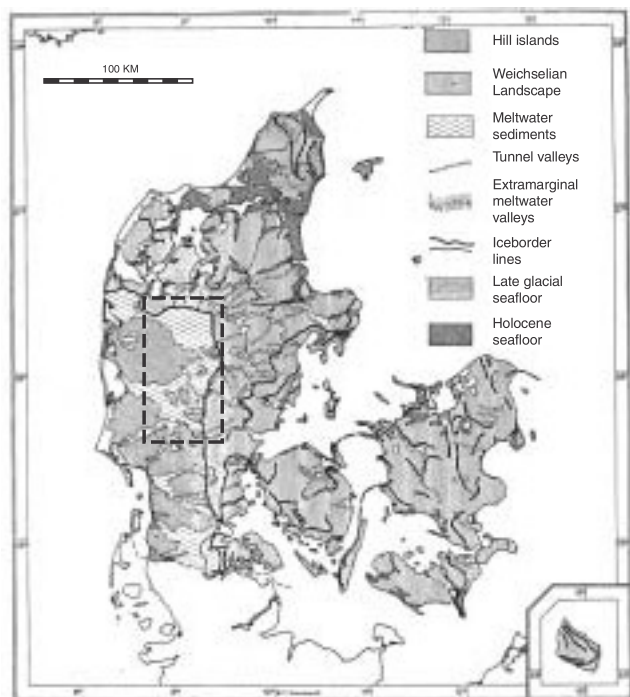 100 KM
Hill islands
Weichselian
Landscape
Meltwater
sediments
Tunnel valleys
Extramarginal
meltwater
valleys
Iceborder
lines
Late glacial
seafloor
Holocene
seafloor